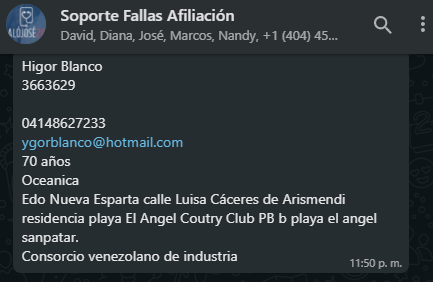 Soporte Fallas Afiliación
David, Diana, José, Marcos, Nandy, +1 (404) 45...
ALÓJOSÉ
Higor Blanco
3663629
04148627233
ygorblanco@hotmail.com
70 años
Oceanica
Edo Nueva Esparta calle Luisa Cáceres de Arismendi
residencia playa El Angel Coutry Club PB b playa el angel
sanpatar.
Consorcio venezolano de industria
11:50 p. m.